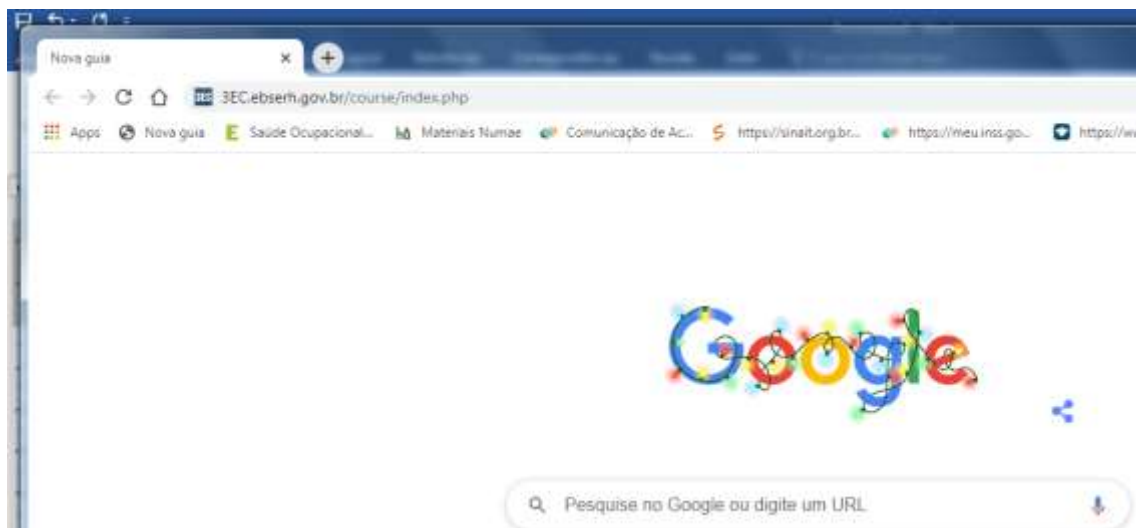 Nova guia
3EC.ebserh.gov.br/course/index.php
Apps Nova guia Saúde Ocupacional... Materiais Numae Comunicação de Ac... https://sinait.org.br... https://meu.inss.go... https://w
Google
Pesquise no Google ou digite um URL